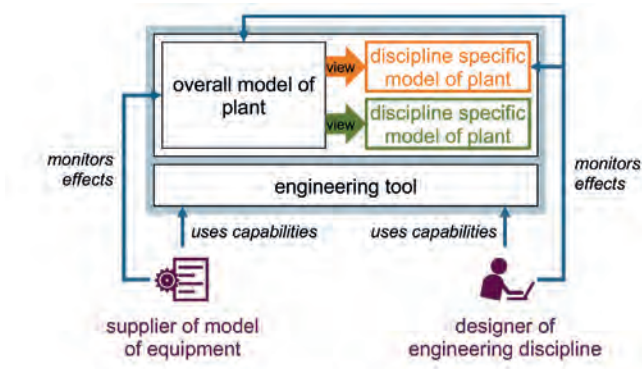 overall model of
plant
view
discipline specific
model of plant
view
discipline specific
model of plant
monitors
effects
monitors
effects
engineering tool
uses capabilities
uses capabilities
supplier of model
of equipment
designer of
engineering discipline